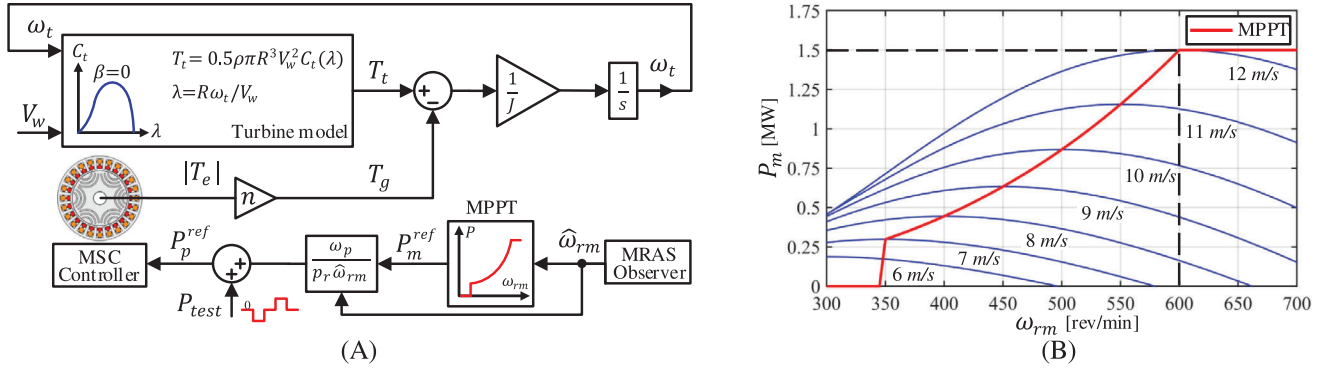 ω_t
C_t
β=0
λ
T_t = 0.5ρπR³V_w²C_t(λ)
λ=Rω_t/V_w
Turbine model
V_w
T_t
+
−
1/J
1/s
ω_t
|T_e|
n
T_g
MSC
Controller
P_p^ref
+
+
P_test
0
ω_p
p_r ω̂_rm
P_m^ref
MPPT
P
ω_rm
ω̂_rm
MRAS
Observer
(A)
1.75
1.5
1.25
1
0.75
0.5
0.25
0
P_m [MW]
MPPT
12 m/s
11 m/s
10 m/s
9 m/s
8 m/s
7 m/s
6 m/s
300 350 400 450 500 550 600 650 700
ω_rm [rev/min]
(B)